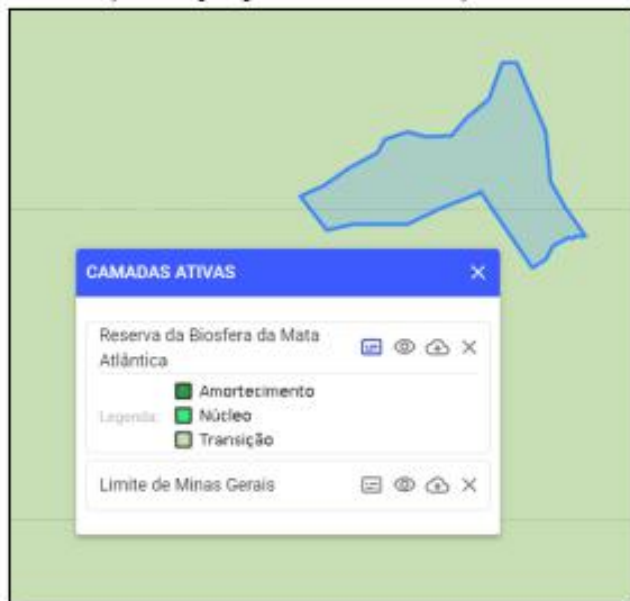 CAMADAS ATIVAS
Reserva da Biosfera da Mata
Atlântica
Legenda:
Amortecimento
Núcleo
Transição
Limite de Minas Gerais